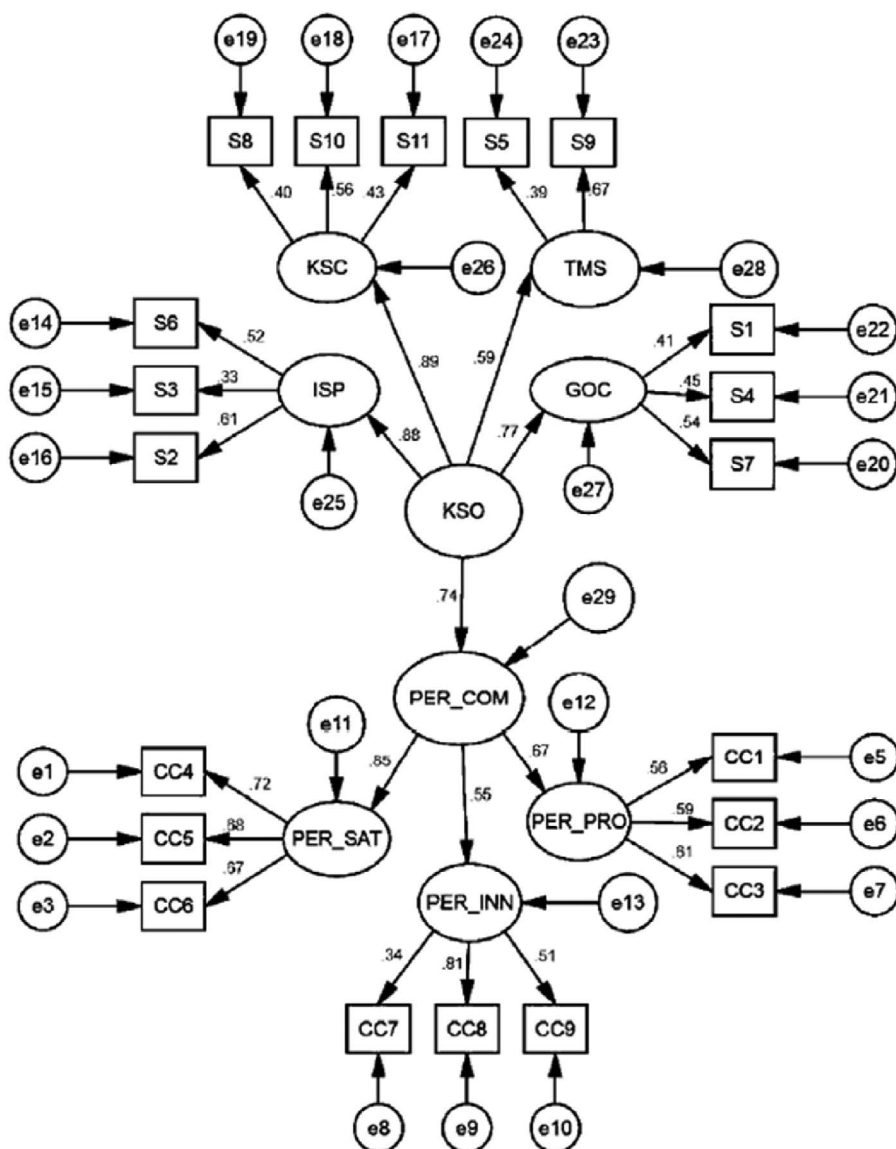 e19 e18 e17 e24 e23
S8 S10 S11 S5 S9
.40 .56 .43 .39 .67
KSC e26 TMS e28
e14 S6 .52 S1 e22
.41
e15 S3 .33 ISP .89 .59 GOC .45 S4 e21
e16 S2 .61 .88 .77 .54 S7 e20
e25 KSO e27
.74 e29
PER_COM
e11 e12
e1 CC4 .72 .85 .67 .56 CC1 e5
.55
e2 CC5 PER_SAT PER_PRO .59 CC2 e6
e3 CC6 .67 CC3 e7
PER_INN e13
.34 .81 .51
CC7 CC8 CC9
e8 e9 e10